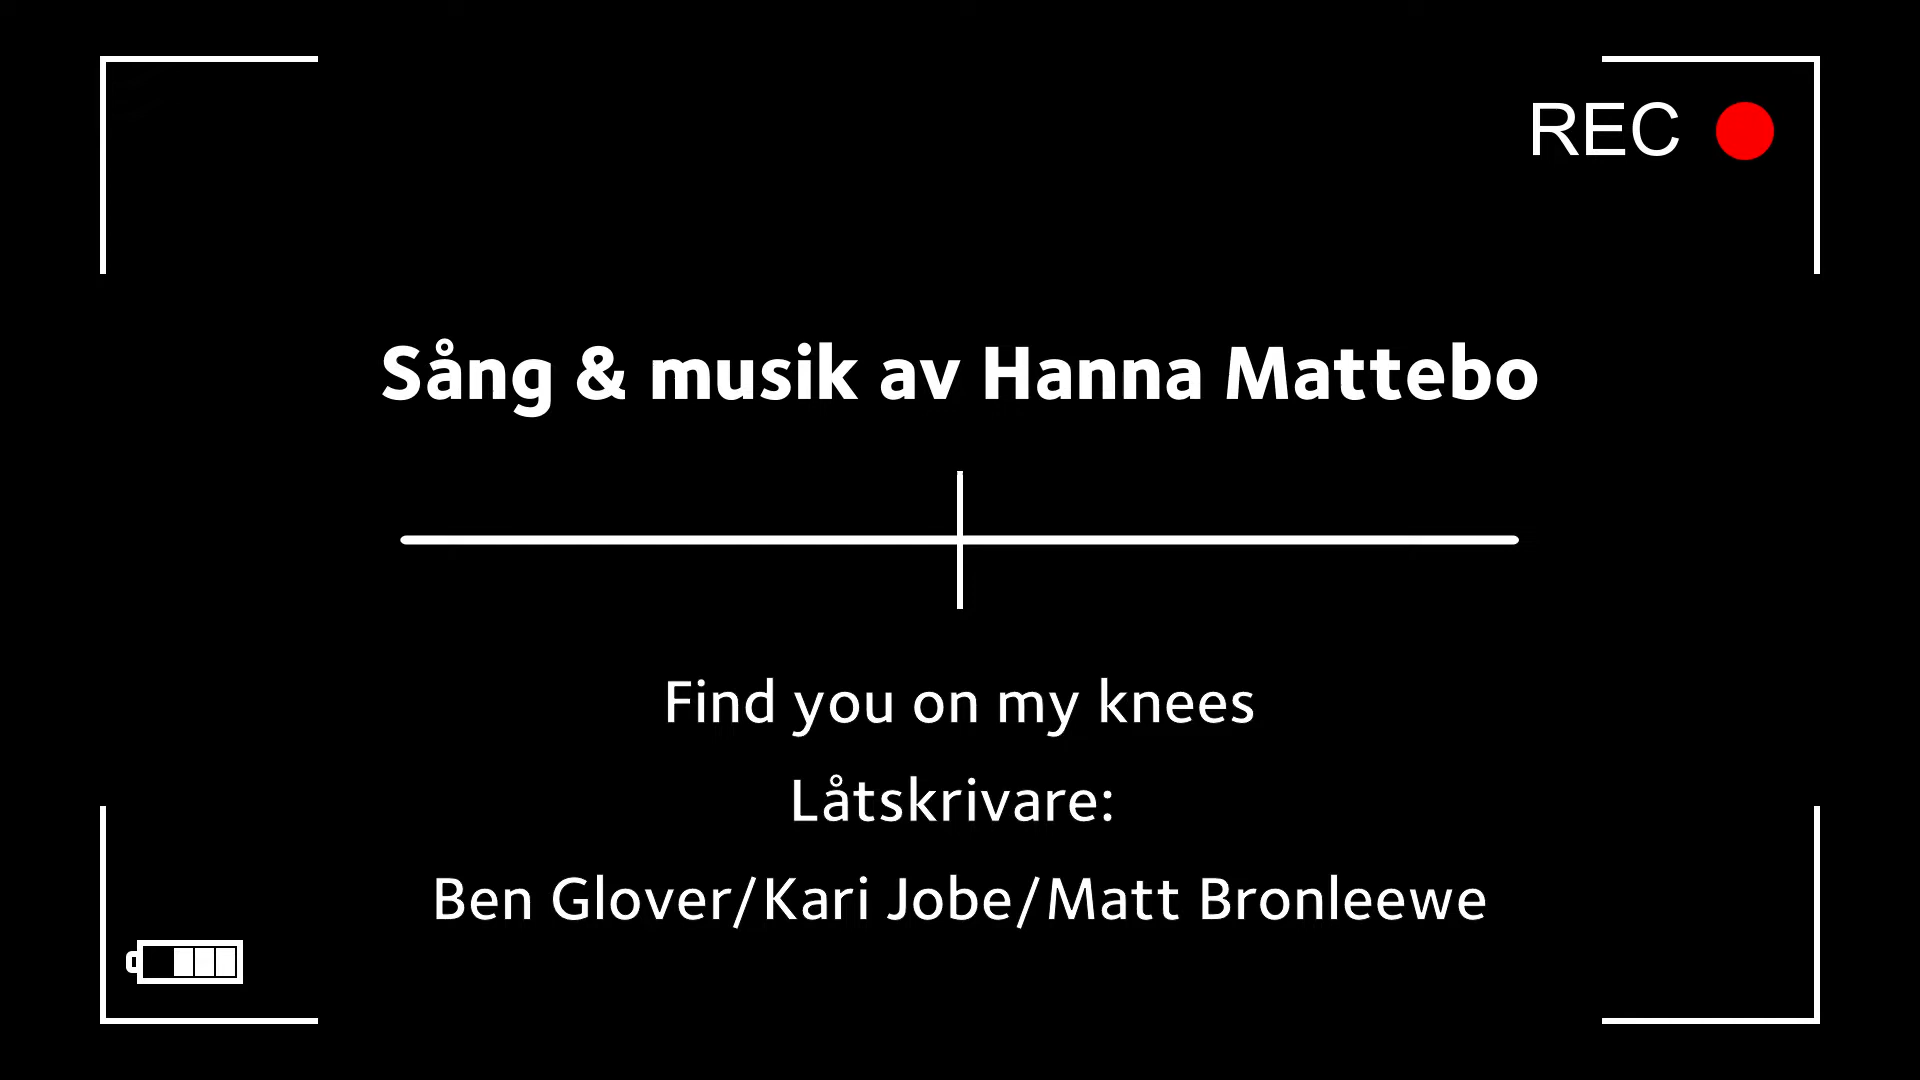 REC
Sång & musik av Hanna Mattebo
Find you on my knees
Låtskrivare:
Ben Glover/Kari Jobe/Matt Bronleewe